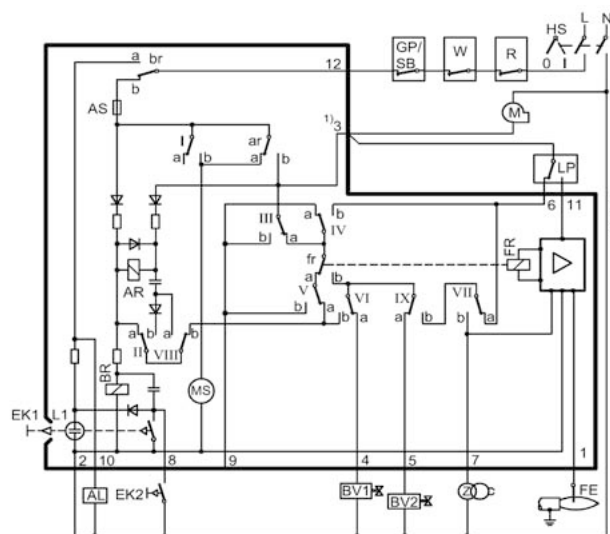 L N
HS
GP/
SB
W
R
0 I
a br
b
12
AS
M
1)3
I
ar
a b
a b
LP
6 11
III
a b
IV
b a
fr
FR
AR
a b
V
b a
VI
b a
IX
a b
VII
b a
a b a b
II VIII
BR
MS
EK1 L1
2 10 8 9 4 5 7 1
AL
EK2
BV1
BV2
Z
FE